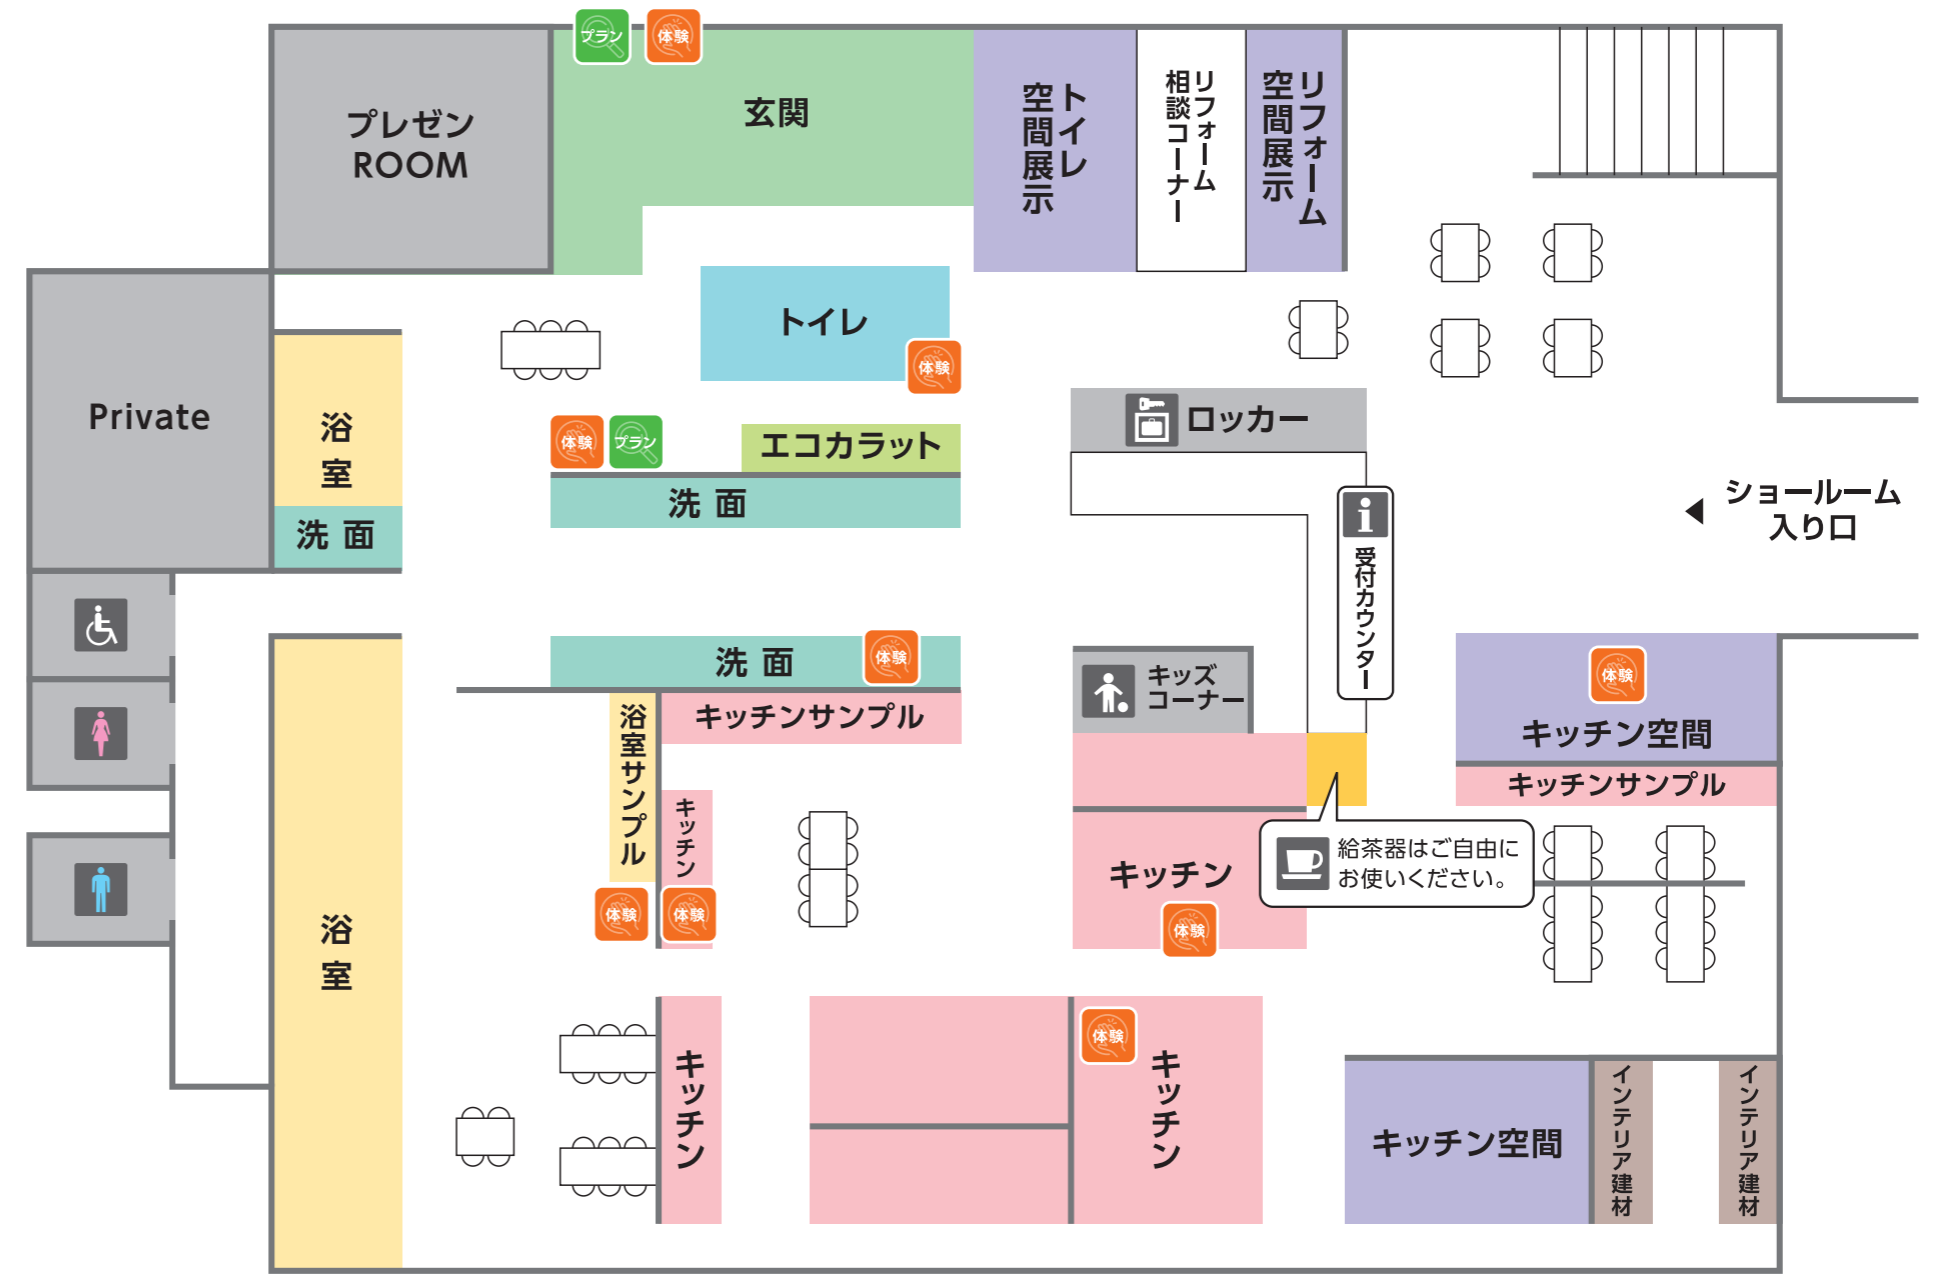 プラン
体験
プレゼン
ROOM
玄関
トイレ
空間展示
リフォーム
相談コーナー
リフォーム
空間展示
トイレ
体験
Private
浴室
洗面
体験
プラン
エコカラット
洗面
ロッカー
i
受付カウンター
ショールーム
入り口
洗面
体験
キッチンサンプル
浴室サンプル
キッチン
体験
体験
キッズ
コーナー
キッチン
体験
給茶器はご自由に
お使いください。
体験
キッチン空間
キッチンサンプル
浴室
キッチン
体験
キッチン
キッチン空間
インテリア建材
インテリア建材